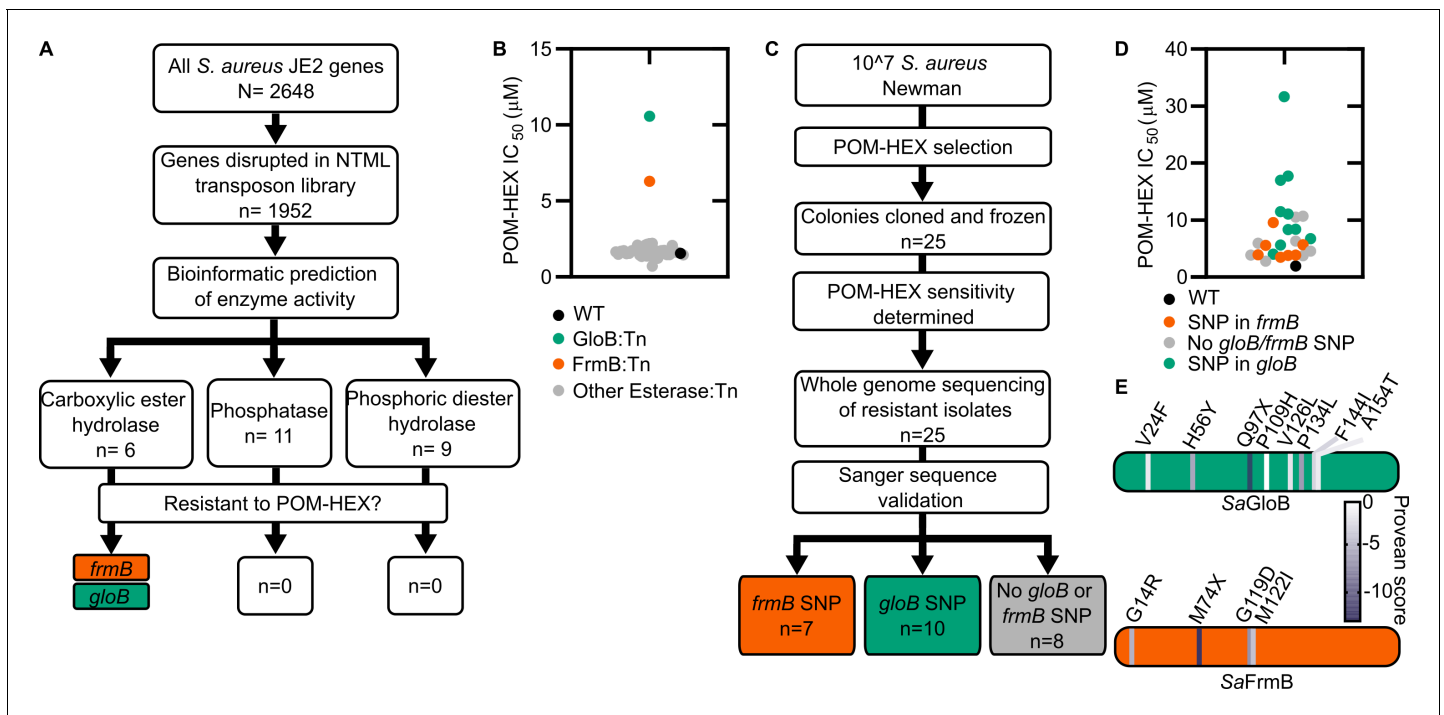 A
All S. aureus JE2 genes
N= 2648
Genes disrupted in NTML
transposon library
n= 1952
Bioinformatic prediction
of enzyme activity
Carboxylic ester
hydrolase
n= 6
Phosphatase
n= 11
Phosphoric diester
hydrolase
n= 9
Resistant to POM-HEX?
frmB
gloB
n=0
n=0
B
POM-HEX IC50 (µM)
15
10
5
0
WT
GloB:Tn
FrmB:Tn
Other Esterase:Tn
C
10^7 S. aureus
Newman
POM-HEX selection
Colonies cloned and frozen
n=25
POM-HEX sensitivity
determined
Whole genome sequencing
of resistant isolates
n=25
Sanger sequence
validation
frmB SNP
n=7
gloB SNP
n=10
No gloB or
frmB SNP
n=8
D
POM-HEX IC50 (µM)
40
30
20
10
0
WT
SNP in frmB
No gloB/frmB SNP
SNP in gloB
E
V24F
H56Y
Q97X
P109H
V126L
P134L
F144I
A154T
SaGloB
0
-5
-10
Provean score
G14R
M74X
G119D
M122I
SaFrmB